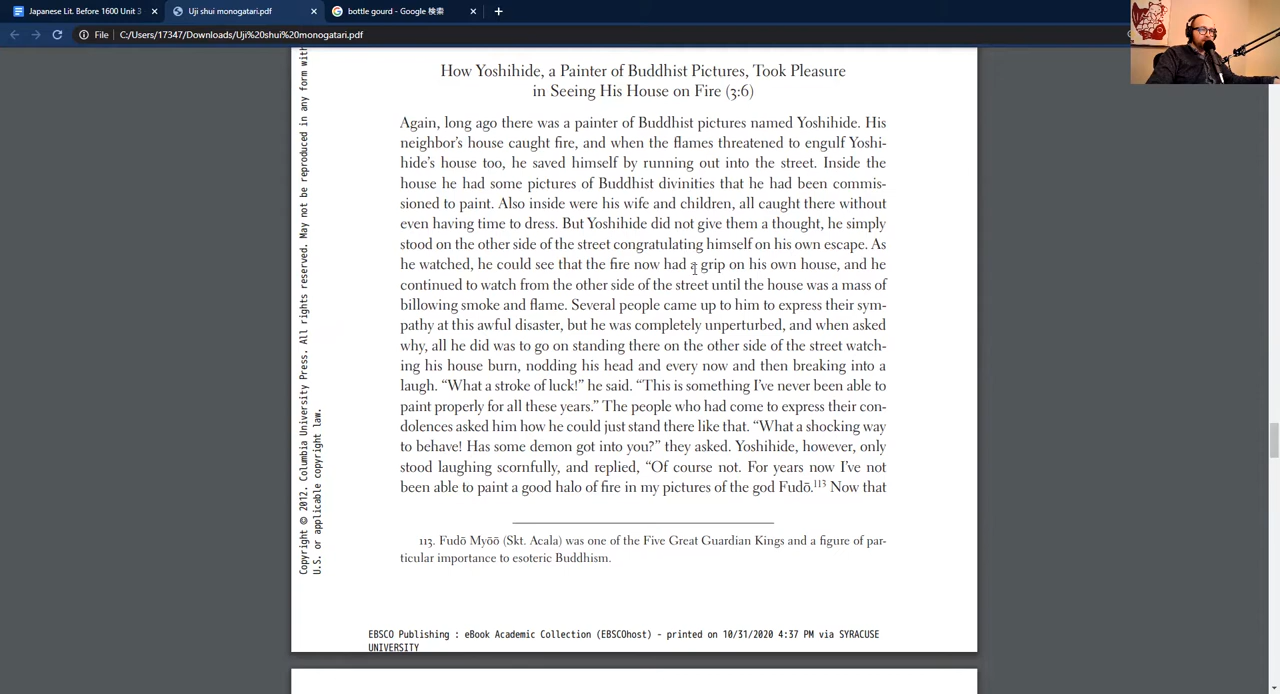 Japanese Lit. Before 1600 Unit 3
Uji shui monogatari.pdf
bottle gourd - Google 検索
File
C:/Users/17347/Downloads/Uji%20shui%20monogatari.pdf
How Yoshihide, a Painter of Buddhist Pictures, Took Pleasure
in Seeing His House on Fire (3:6)
Again, long ago there was a painter of Buddhist pictures named Yoshihide. His
neighbor's house caught fire, and when the flames threatened to engulf Yoshi-
hide's house too, he saved himself by running out into the street. Inside the
house he had some pictures of Buddhist divinities that he had been commis-
sioned to paint. Also inside were his wife and children, all caught there without
even having time to dress. But Yoshihide did not give them a thought, he simply
stood on the other side of the street congratulating himself on his own escape. As
he watched, he could see that the fire now had a grip on his own house, and he
continued to watch from the other side of the street until the house was a mass of
billowing smoke and flame. Several people came up to him to express their sym-
pathy at this awful disaster, but he was completely unperturbed, and when asked
why, all he did was to go on standing there on the other side of the street watch-
ing his house burn, nodding his head and every now and then breaking into a
laugh. "What a stroke of luck!" he said. "This is something I've never been able to
paint properly for all these years." The people who had come to express their con-
dolences asked him how he could just stand there like that. "What a shocking way
to behave! Has some demon got into you?" they asked. Yoshihide, however, only
stood laughing scornfully, and replied, "Of course not. For years now I've not
been able to paint a good halo of fire in my pictures of the god Fudō.113 Now that
113. Fudō Myōō (Skt. Acala) was one of the Five Great Guardian Kings and a figure of par-
ticular importance to esoteric Buddhism.
Copyright © 2012. Columbia University Press. All rights reserved. May not be reproduced in any form with
U.S. or applicable copyright law.
EBSCO Publishing : eBook Academic Collection (EBSCOhost) - printed on 10/31/2020 4:37 PM via SYRACUSE
UNIVERSITY